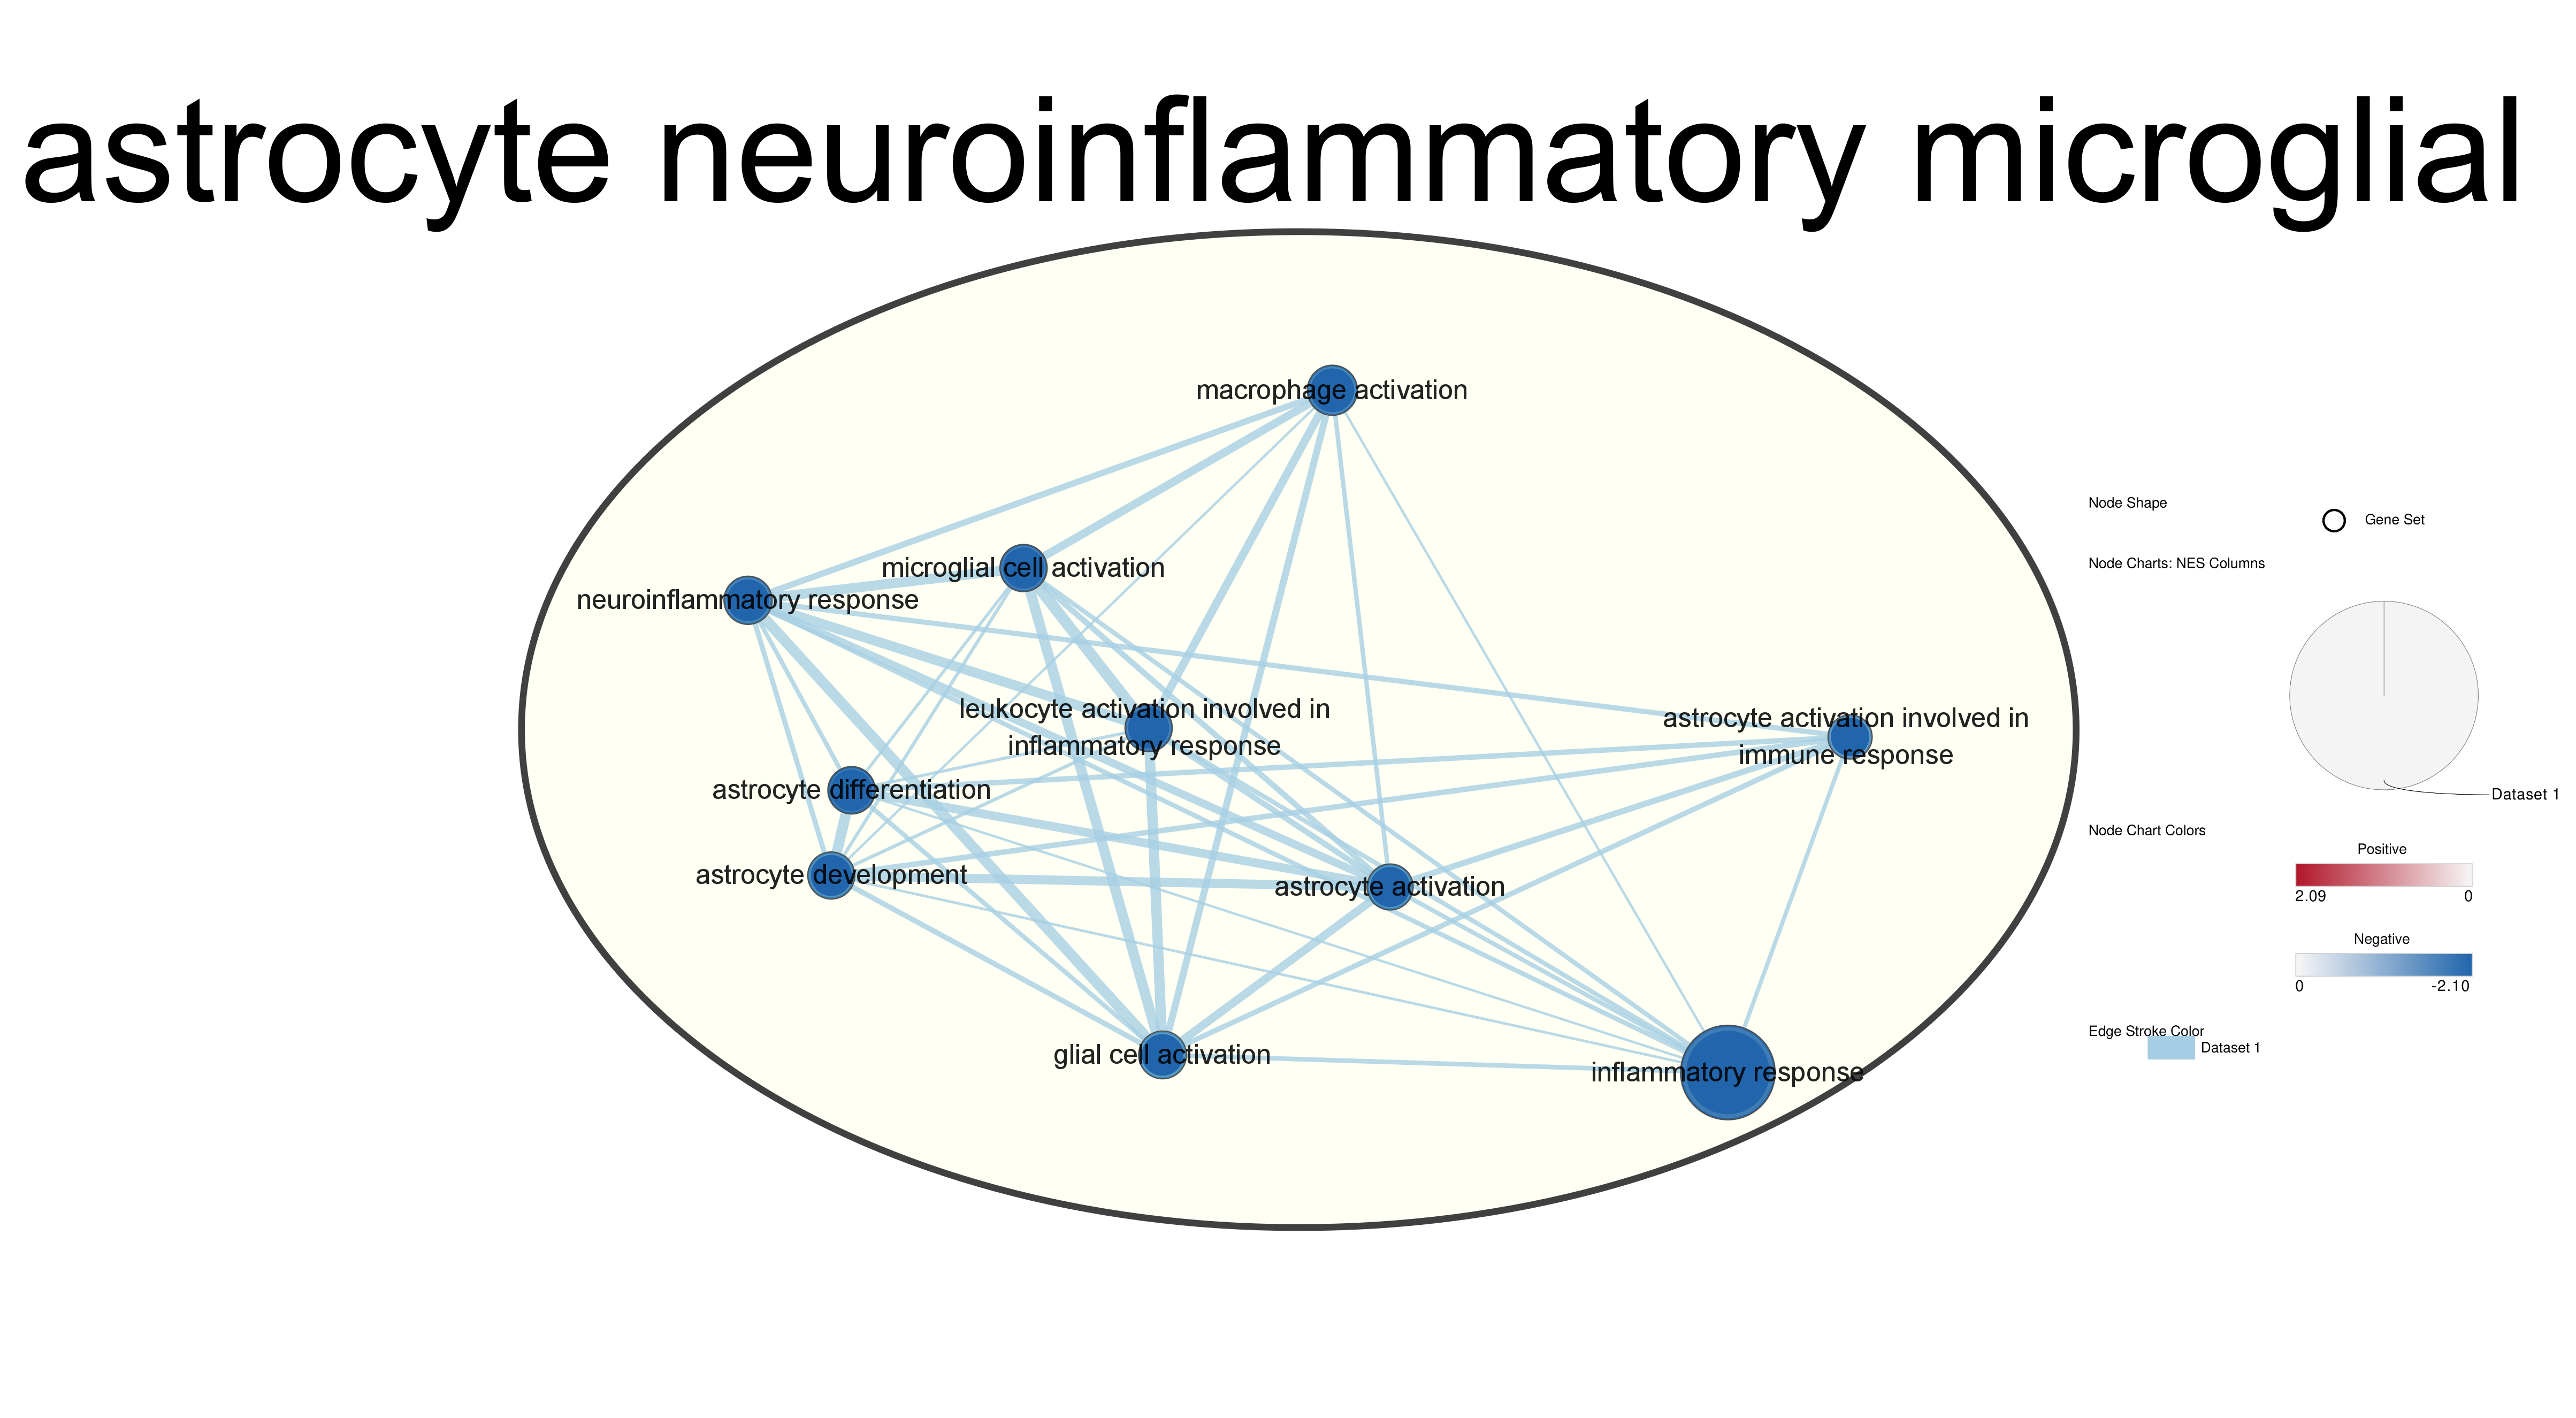 astrocyte neuroinflammatory microglial
macrophage activation
microglial cell activation
neuroinflammatory response
leukocyte activation involved in
inflammatory response
astrocyte activation involved in
immune response
astrocyte differentiation
astrocyte development
astrocyte activation
glial cell activation
inflammatory response
Node Shape
Gene Set
Node Charts: NES Columns
Dataset 1
Node Chart Colors
Positive
2.09 0
Negative
0 -2.10
Edge Stroke Color
Dataset 1